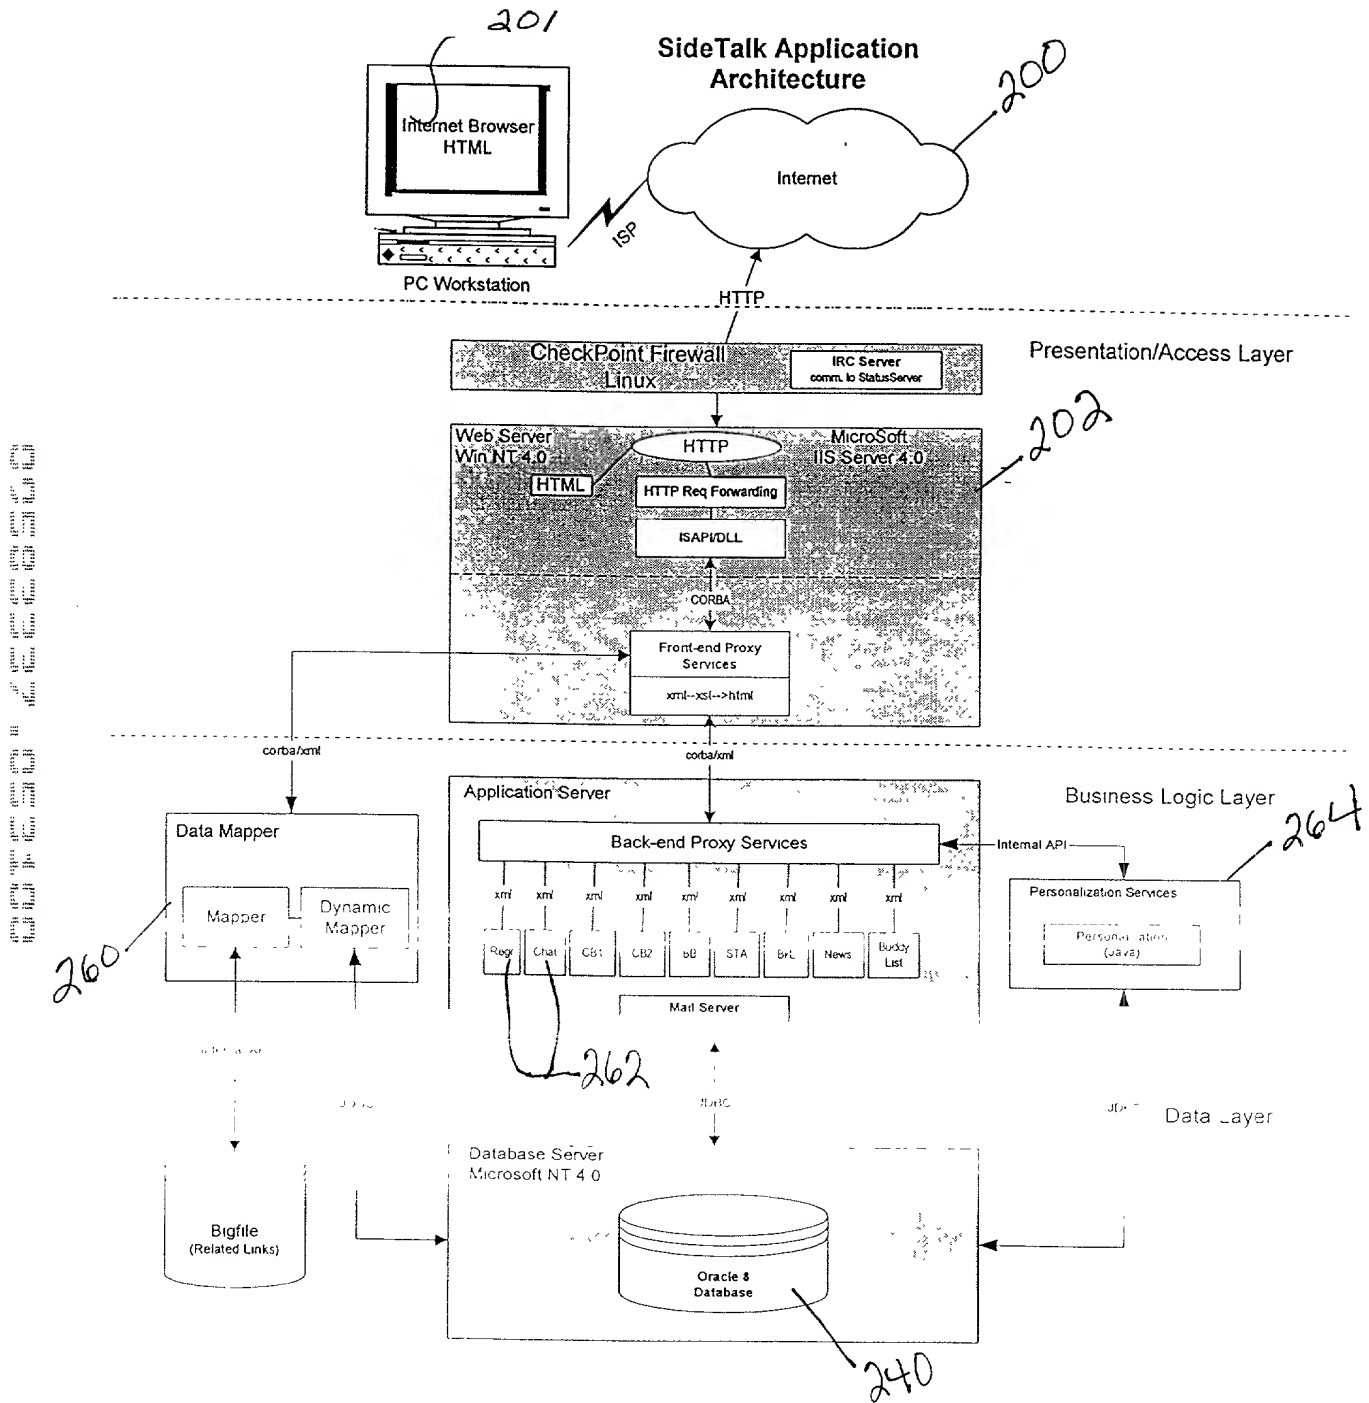 201
SideTalk Application
Architecture
200
Internet Browser
HTML
Internet
ISP
PC Workstation
HTTP
CheckPoint Firewall
Linux
IRC Server
comm. to StatusServer
Presentation/Access Layer
202
Web Server
Win NT 4.0
HTTP
MicroSoft
IIS Server 4.0
HTML
HTTP Req Forwarding
ISAPI/DLL
CORBA
Front-end Proxy
Services
xml--xsl-->html
corba/xml
corba/xml
Application Server
Business Logic Layer
264
Data Mapper
Back-end Proxy Services
Internal API
xml xml xml xml xml xml xml xml xml
Personalization Services
Mapper
Dynamic
Mapper
(Java)
Regr
Chat
CB1
CB2
BB
STA
News
Buddy
List
260
Mail Server
262
JDBC
Data Layer
Database Server
Microsoft NT 4.0
Bigfile
(Related Links)
Oracle 8
Database
240